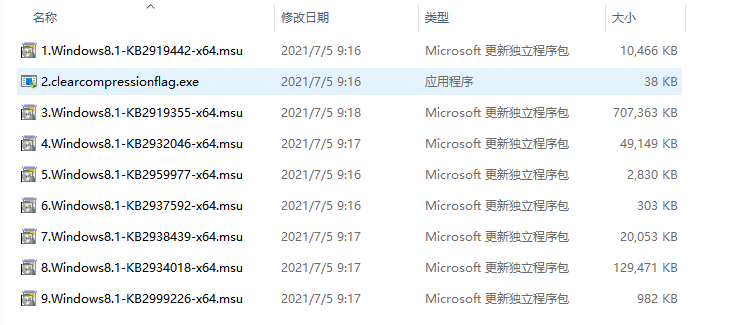 名称 修改日期 类型 大小
1.Windows8.1-KB2919442-x64.msu 2021/7/5 9:16 Microsoft 更新独立程序包 10,466 KB
2.clearcompressionflag.exe 2021/7/5 9:16 应用程序 38 KB
3.Windows8.1-KB2919355-x64.msu 2021/7/5 9:18 Microsoft 更新独立程序包 707,363 KB
4.Windows8.1-KB2932046-x64.msu 2021/7/5 9:17 Microsoft 更新独立程序包 49,149 KB
5.Windows8.1-KB2959977-x64.msu 2021/7/5 9:16 Microsoft 更新独立程序包 2,830 KB
6.Windows8.1-KB2937592-x64.msu 2021/7/5 9:16 Microsoft 更新独立程序包 303 KB
7.Windows8.1-KB2938439-x64.msu 2021/7/5 9:17 Microsoft 更新独立程序包 20,053 KB
8.Windows8.1-KB2934018-x64.msu 2021/7/5 9:17 Microsoft 更新独立程序包 129,471 KB
9.Windows8.1-KB2999226-x64.msu 2021/7/5 9:17 Microsoft 更新独立程序包 982 KB